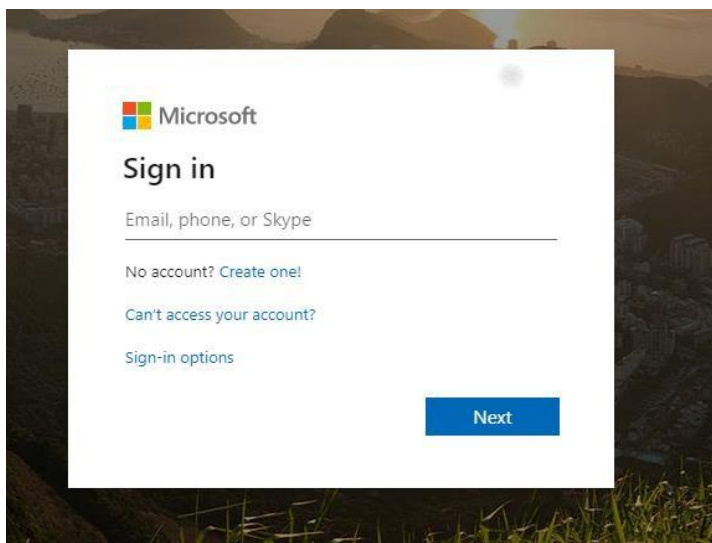 Microsoft
Sign in
Email, phone, or Skype
No account? Create one!
Can't access your account?
Sign-in options
Next